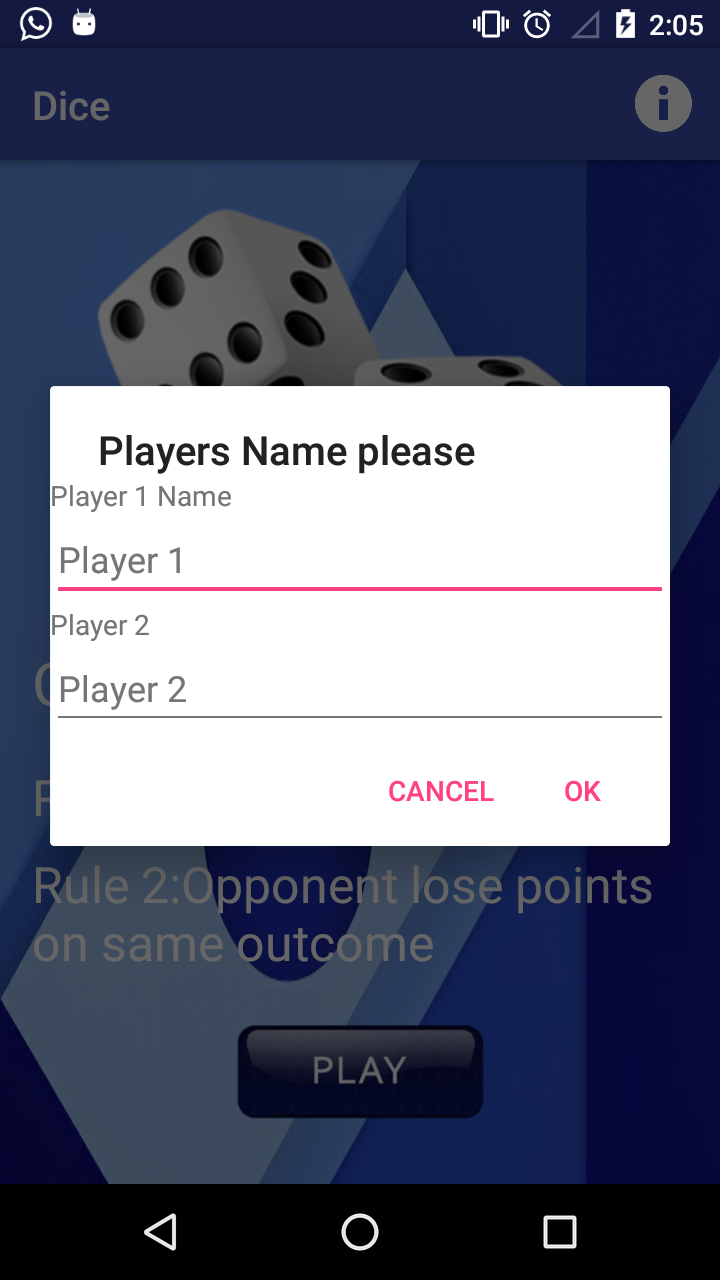 2:05
Dice
Players Name please
Player 1 Name
Player 1
Player 2
Player 2
CANCEL
OK
Rule 2:Opponent lose points
on same outcome
PLAY